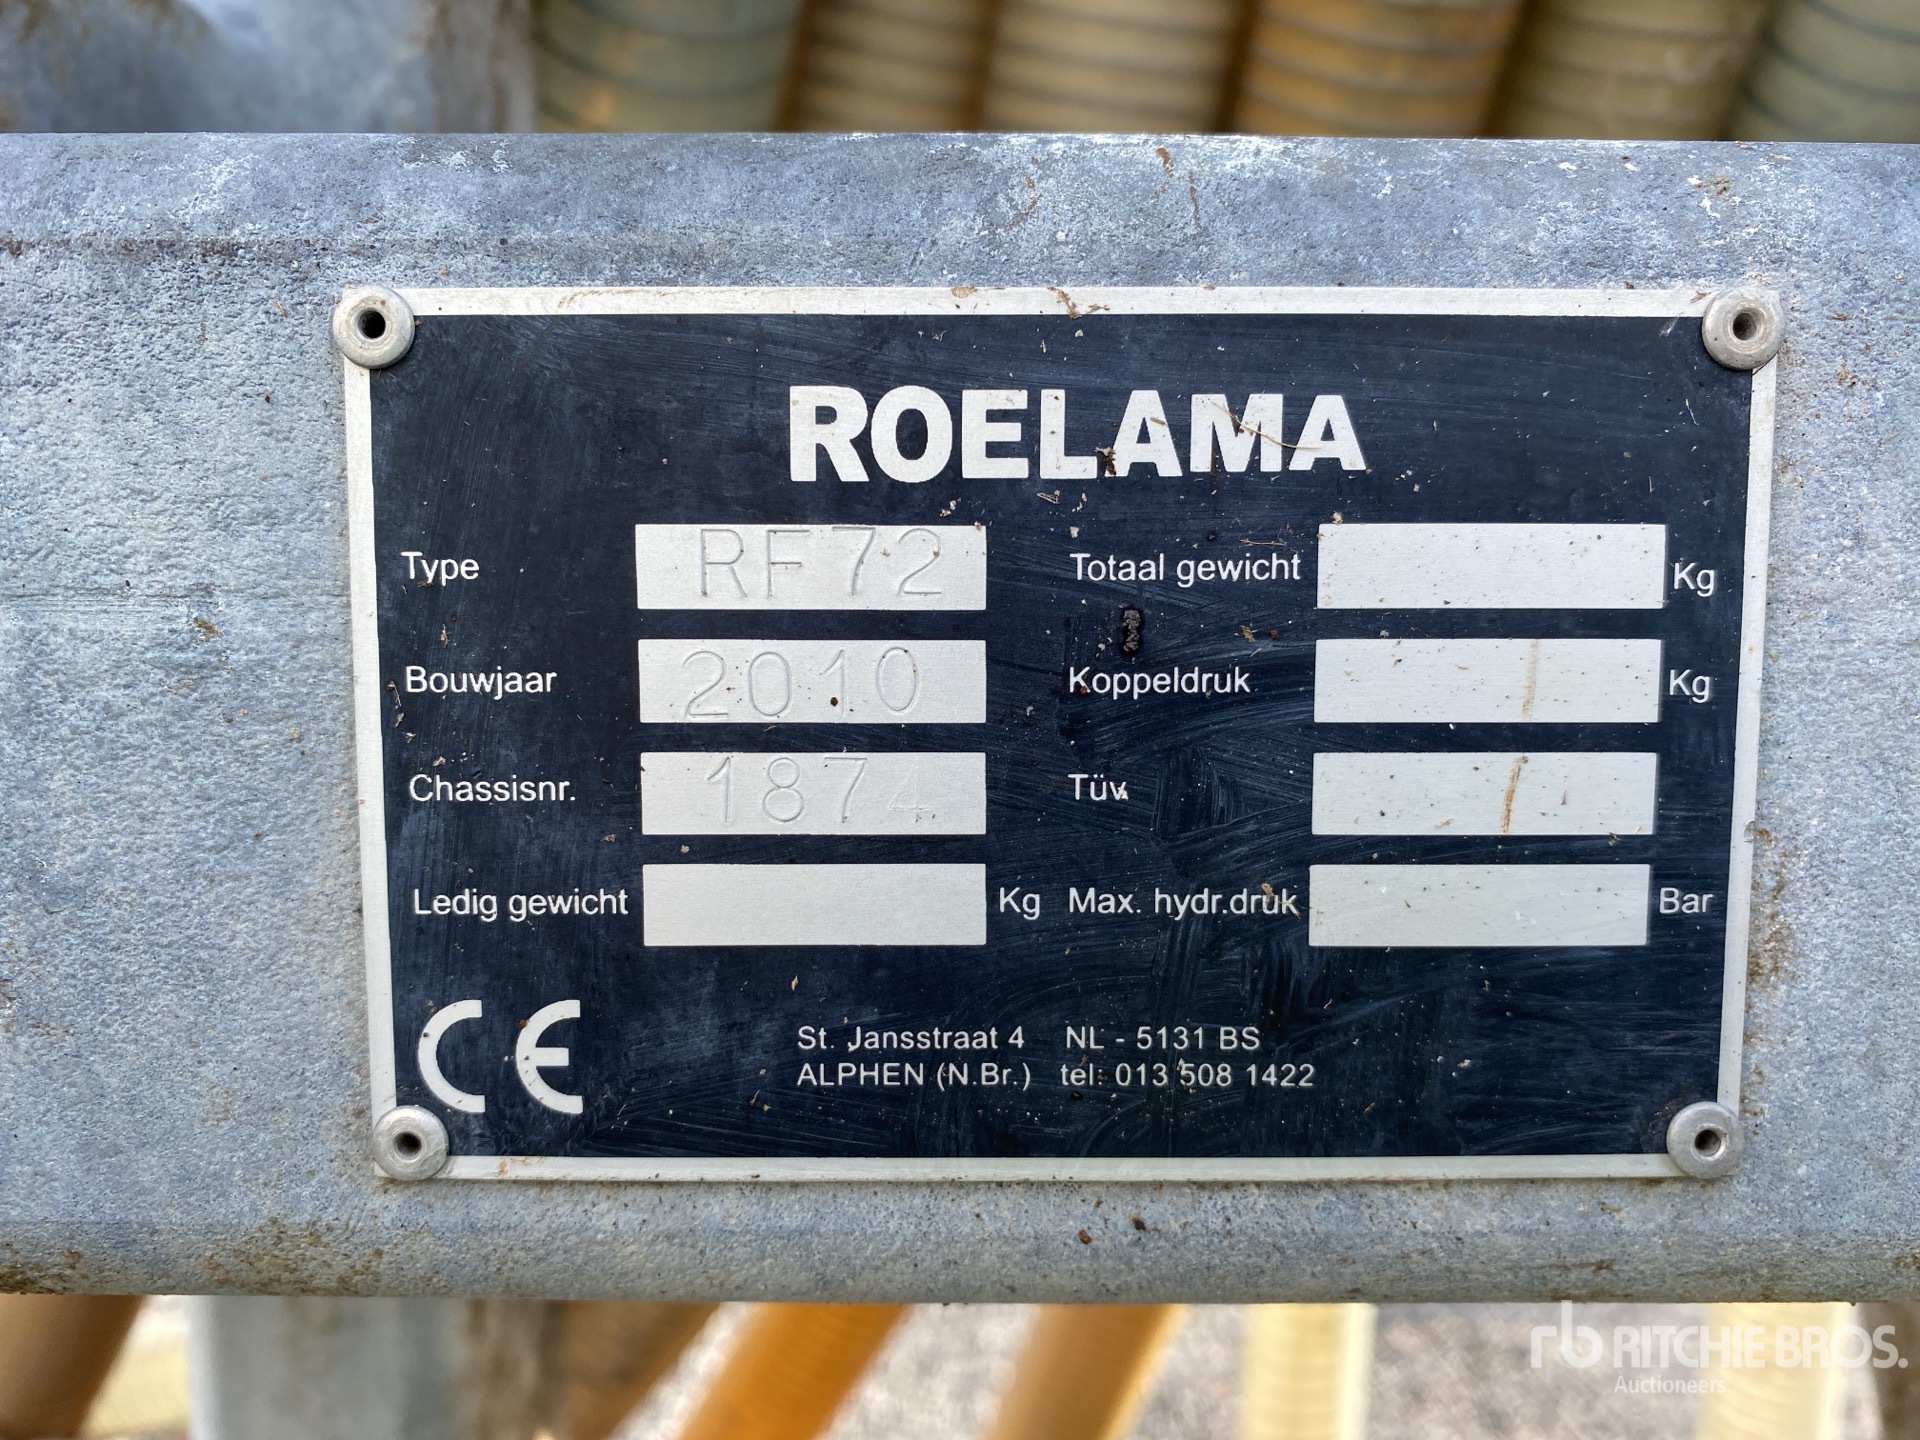 ROELAMA
Type RF72 Totaal gewicht Kg
Bouwjaar 2010 Koppeldruk Kg
Chassisnr. 1874 Tüv
Ledig gewicht Kg Max. hydr.druk Bar
CE
St. Jansstraat 4 NL - 5131 BS
ALPHEN (N.Br.) tel: 013 508 1422
rb RITCHIE BROS.
Auctioneers